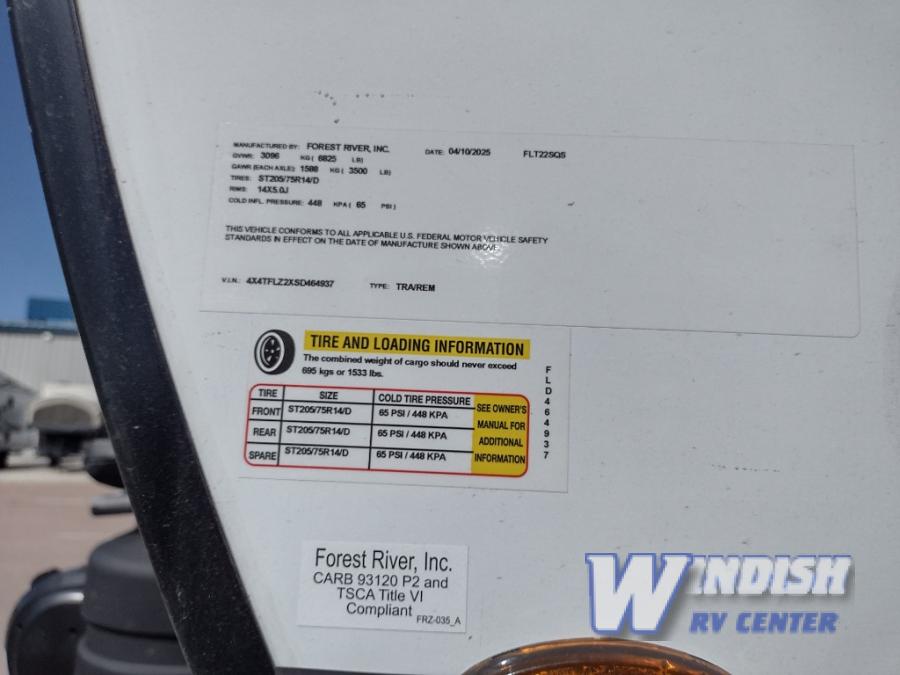 MANUFACTURED BY: FOREST RIVER, INC. DATE: 04/10/2025 FLT22SQS
GVWR: 3096 KG ( 6825 LB)
GAWR (EACH AXLE): 1588 KG ( 3500 LB)
TIRES: ST205/75R14/D
RIMS: 14X5.0J
COLD INFL. PRESSURE: 448 KPA ( 65 PSI )
THIS VEHICLE CONFORMS TO ALL APPLICABLE U.S. FEDERAL MOTOR VEHICLE SAFETY
STANDARDS IN EFFECT ON THE DATE OF MANUFACTURE SHOWN ABOVE.
V.I.N.: 4X4TFLZ2XSD464937 TYPE: TRA/REM
TIRE AND LOADING INFORMATION
The combined weight of cargo should never exceed
695 kgs or 1533 lbs.
TIRE SIZE COLD TIRE PRESSURE
FRONT ST205/75R14/D 65 PSI / 448 KPA
REAR ST205/75R14/D 65 PSI / 448 KPA
SPARE ST205/75R14/D 65 PSI / 448 KPA
SEE OWNER'S
MANUAL FOR
ADDITIONAL
INFORMATION
FLD464937
Forest River, Inc.
CARB 93120 P2 and
TSCA Title VI
Compliant
FRZ-035_A
WINDISH
RV CENTER